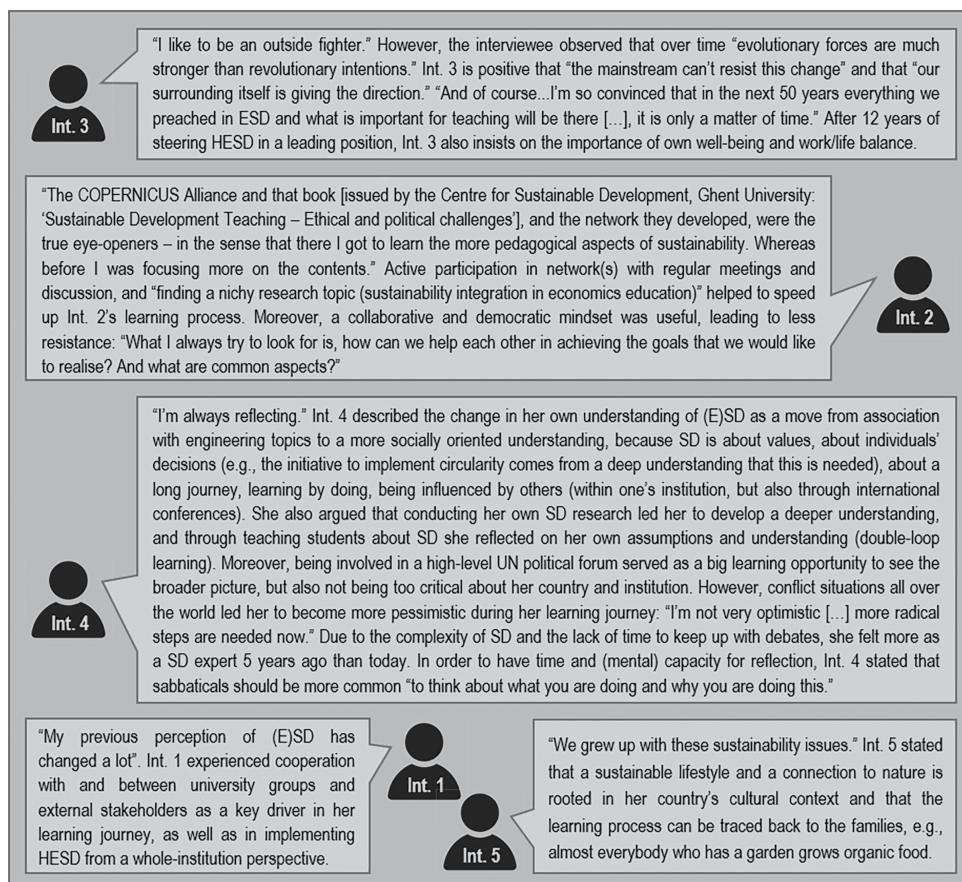 "I like to be an outside fighter." However, the interviewee observed that over time "evolutionary forces are much
stronger than revolutionary intentions." Int. 3 is positive that "the mainstream can't resist this change" and that "our
surrounding itself is giving the direction." "And of course...I'm so convinced that in the next 50 years everything we
preached in ESD and what is important for teaching will be there [...], it is only a matter of time." After 12 years of
steering HESD in a leading position, Int. 3 also insists on the importance of own well-being and work/life balance.
Int. 3
"The COPERNICUS Alliance and that book [issued by the Centre for Sustainable Development, Ghent University:
'Sustainable Development Teaching – Ethical and political challenges'], and the network they developed, were the
true eye-openers – in the sense that there I got to learn the more pedagogical aspects of sustainability. Whereas
before I was focusing more on the contents." Active participation in network(s) with regular meetings and
discussion, and "finding a nichy research topic (sustainability integration in economics education)" helped to speed
up Int. 2's learning process. Moreover, a collaborative and democratic mindset was useful, leading to less
resistance: "What I always try to look for is, how can we help each other in achieving the goals that we would like
to realise? And what are common aspects?"
Int. 2
"I'm always reflecting." Int. 4 described the change in her own understanding of (E)SD as a move from association
with engineering topics to a more socially oriented understanding, because SD is about values, about individuals'
decisions (e.g., the initiative to implement circularity comes from a deep understanding that this is needed), about a
long journey, learning by doing, being influenced by others (within one's institution, but also through international
conferences). She also argued that conducting her own SD research led her to develop a deeper understanding,
and through teaching students about SD she reflected on her own assumptions and understanding (double-loop
learning). Moreover, being involved in a high-level UN political forum served as a big learning opportunity to see the
broader picture, but also not being too critical about her country and institution. However, conflict situations all over
the world led her to become more pessimistic during her learning journey: "I'm not very optimistic [...] more radical
steps are needed now." Due to the complexity of SD and the lack of time to keep up with debates, she felt more as
a SD expert 5 years ago than today. In order to have time and (mental) capacity for reflection, Int. 4 stated that
sabbaticals should be more common "to think about what you are doing and why you are doing this."
Int. 4
"My previous perception of (E)SD has
changed a lot". Int. 1 experienced cooperation
with and between university groups and
external stakeholders as a key driver in her
learning journey, as well as in implementing
HESD from a whole-institution perspective.
Int. 1
"We grew up with these sustainability issues." Int. 5 stated
that a sustainable lifestyle and a connection to nature is
rooted in her country's cultural context and that the
learning process can be traced back to the families, e.g.,
almost everybody who has a garden grows organic food.
Int. 5